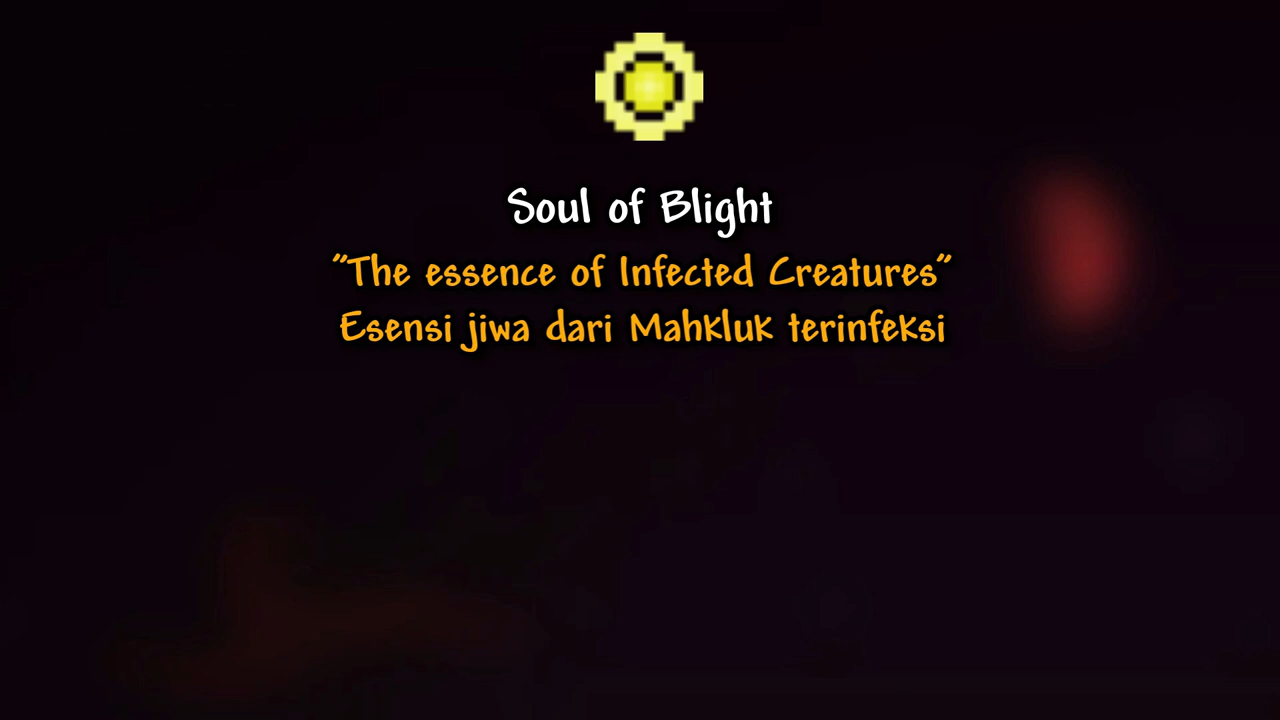 Soul of Blight
"The essence of Infected Creatures"
Esensi jiwa dari Mahkluk terinfeksi